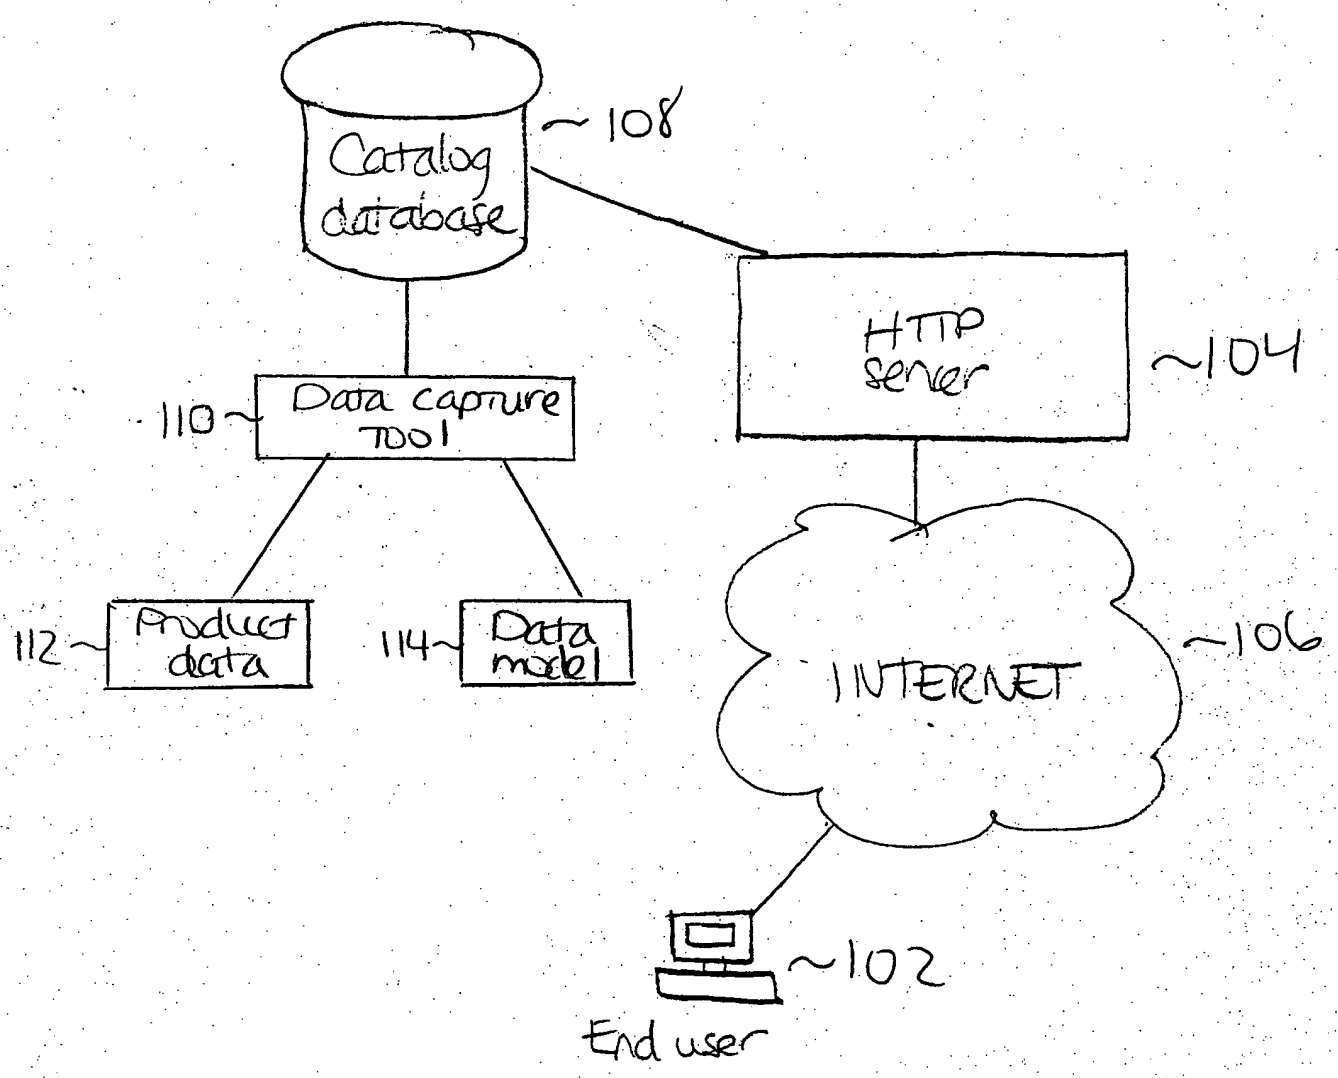 Catalog
database
108
HTTP
server
104
110
Data capture
TOOl
112
Product
data
114
Data
model
INTERNET
106
102
End user